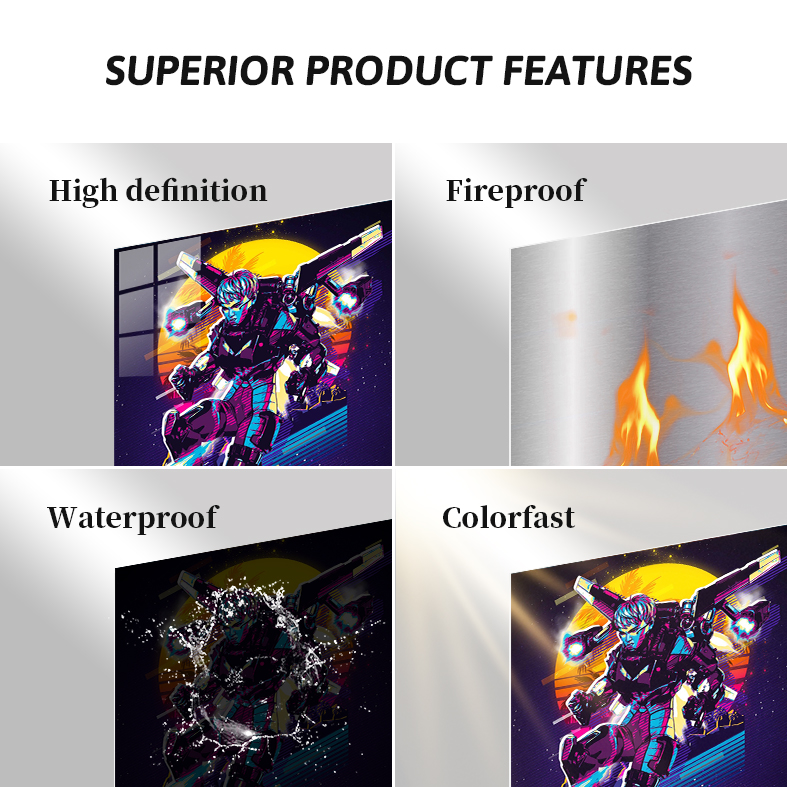 SUPERIOR PRODUCT FEATURES
High definition
Fireproof
Waterproof
Colorfast